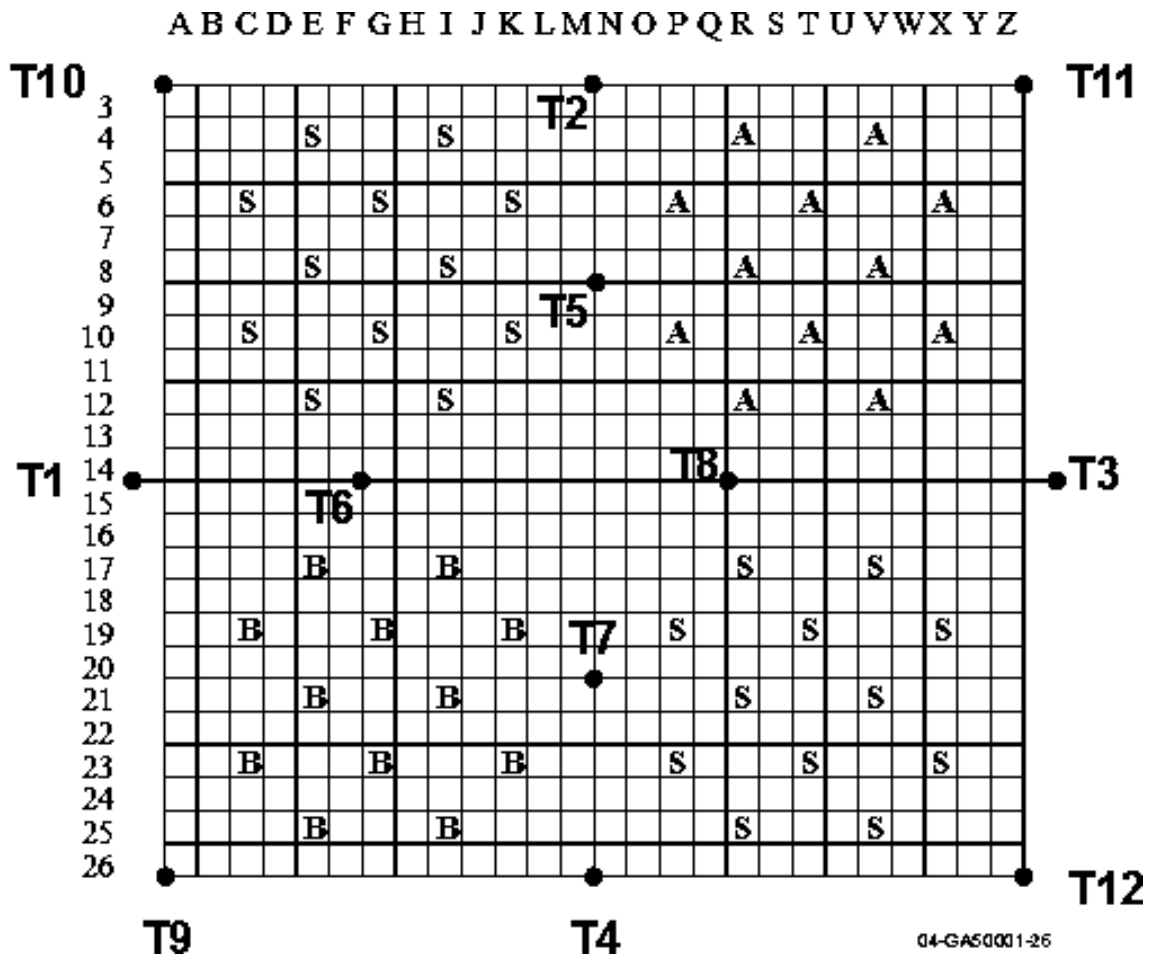 A B C D E F G H I J K L M N O P Q R S T U V W X Y Z
T10 T11
3 T2
4 S S A A
5
6 S S S A A A
7
8 S S A A
9 T5
10 S S S A A A
11
12 S S A A
13
14 T8
T1 T3
15 T6
16
17 B B S S
18
19 B B B T7 S S S
20
21 B B S S
22
23 B B B S S S
24
25 B B S S
26
T12
T9 T4 04-GA50001-26